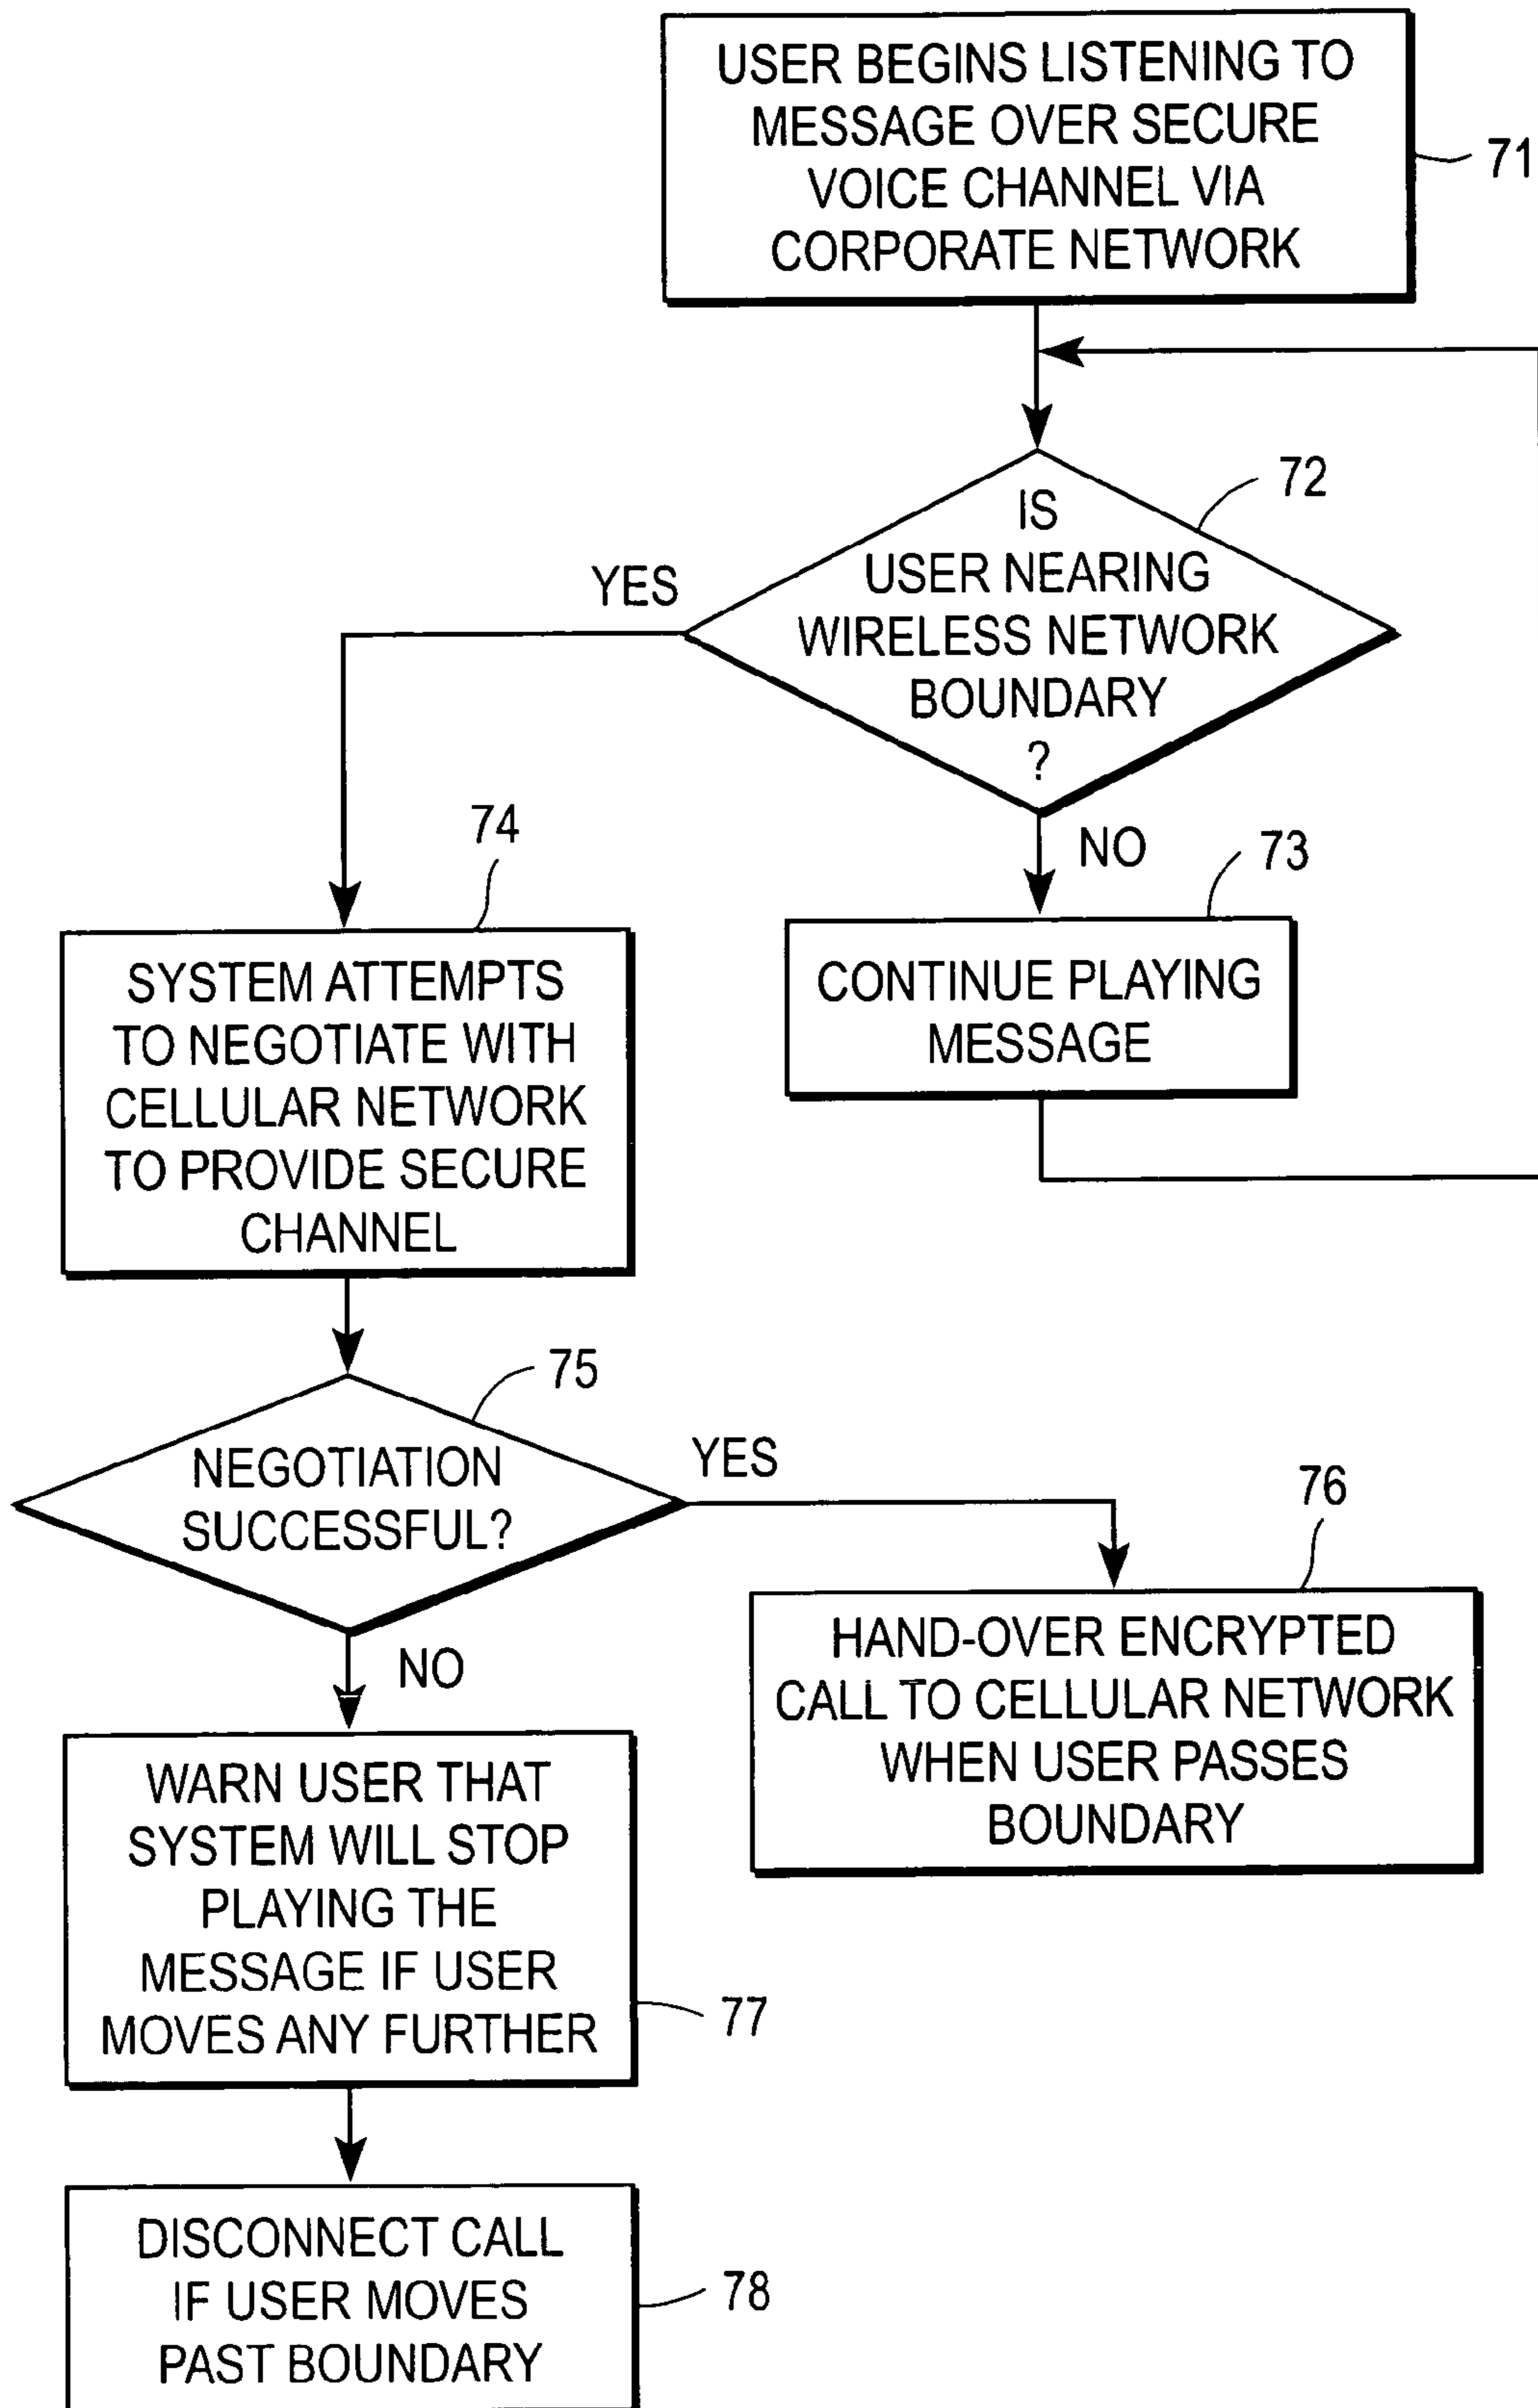 USER BEGINS LISTENING TO
MESSAGE OVER SECURE
VOICE CHANNEL VIA
CORPORATE NETWORK
71
72
IS
USER NEARING
WIRELESS NETWORK
BOUNDARY
?
YES
NO
73
CONTINUE PLAYING
MESSAGE
74
SYSTEM ATTEMPTS
TO NEGOTIATE WITH
CELLULAR NETWORK
TO PROVIDE SECURE
CHANNEL
75
NEGOTIATION
SUCCESSFUL?
YES
76
HAND-OVER ENCRYPTED
CALL TO CELLULAR NETWORK
WHEN USER PASSES
BOUNDARY
NO
WARN USER THAT
SYSTEM WILL STOP
PLAYING THE
MESSAGE IF USER
MOVES ANY FURTHER
77
DISCONNECT CALL
IF USER MOVES
PAST BOUNDARY
78